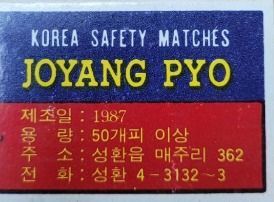 KOREA SAFETY MATCHES
JOYANG PYO
제조일 : 1987
용 량 : 50개피 이상
주 소 : 성환읍 매주리 362
전 화 : 성환 4-3132~3